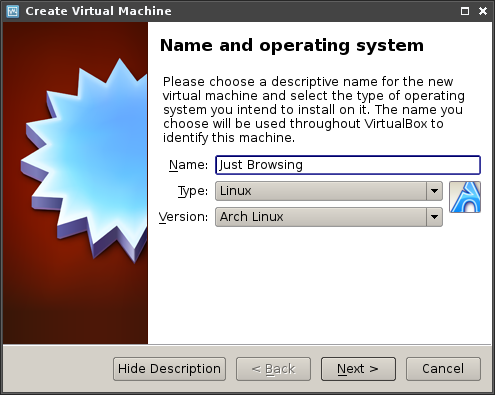 Create Virtual Machine
Name and operating system
Please choose a descriptive name for the new
virtual machine and select the type of operating
system you intend to install on it. The name you
choose will be used throughout VirtualBox to
identify this machine.
Name: Just Browsing
Type: Linux
Version: Arch Linux
Hide Description < Back Next > Cancel